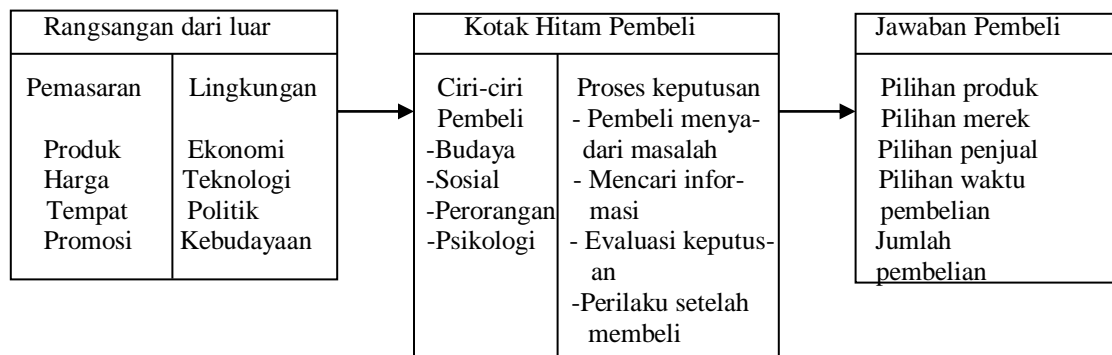 Rangsangan dari luar
Pemasaran
Produk
Harga
Tempat
Promosi
Lingkungan
Ekonomi
Teknologi
Politik
Kebudayaan
Kotak Hitam Pembeli
Ciri-ciri
Pembeli
-Budaya
-Sosial
-Perorangan
-Psikologi
Proses keputusan
- Pembeli menya-
dari masalah
- Mencari infor-
masi
- Evaluasi keputus-
an
-Perilaku setelah
membeli
Jawaban Pembeli
Pilihan produk
Pilihan merek
Pilihan penjual
Pilihan waktu
pembelian
Jumlah
pembelian